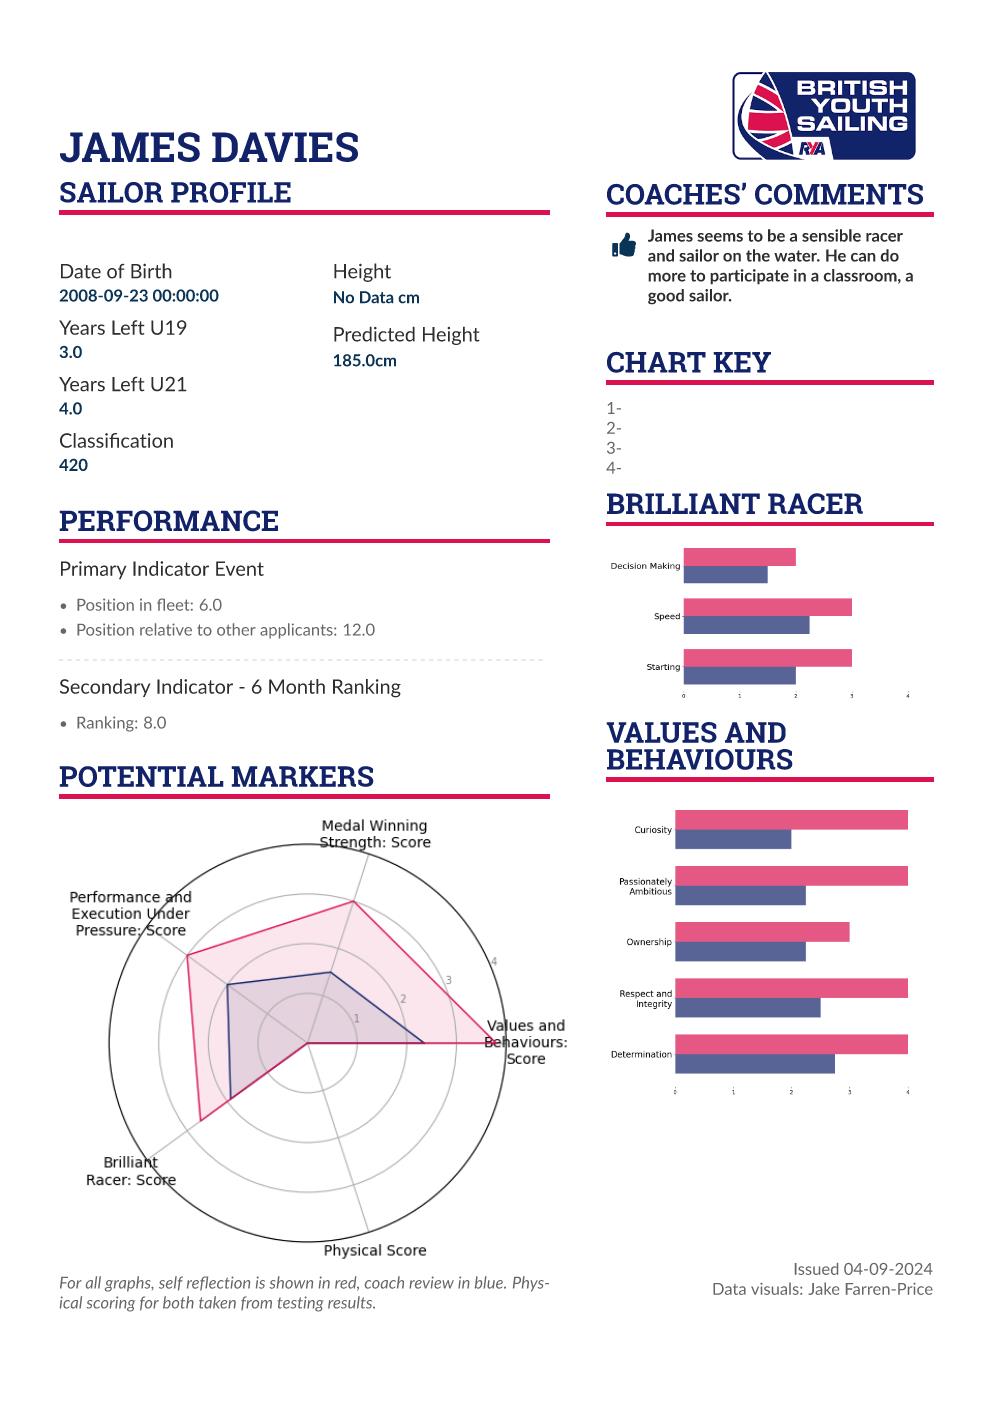 JAMES DAVIES
SAILOR PROFILE
Date of Birth
2008-09-23 00:00:00
Years Left U19
3.0
Years Left U21
4.0
Classification
420
Height
No Data cm
Predicted Height
185.0cm
PERFORMANCE
Primary Indicator Event
• Position in fleet: 6.0
• Position relative to other applicants: 12.0
Secondary Indicator - 6 Month Ranking
• Ranking: 8.0
POTENTIAL MARKERS
Medal Winning
Strength: Score
Performance and
Execution Under
Pressure: Score
4
3
2
1
Values and
Behaviours:
Score
Brilliant
Racer: Score
Physical Score
For all graphs, self reflection is shown in red, coach review in blue. Phys-
ical scoring for both taken from testing results.
BRITISH
YOUTH
SAILING
RYA
COACHES’ COMMENTS
James seems to be a sensible racer
and sailor on the water. He can do
more to participate in a classroom, a
good sailor.
CHART KEY
1-
2-
3-
4-
BRILLIANT RACER
Decision Making
Speed
Starting
0 1 2 3 4
VALUES AND
BEHAVIOURS
Curiosity
Passionately
Ambitious
Ownership
Respect and
Integrity
Determination
0 1 2 3 4
Issued 04-09-2024
Data visuals: Jake Farren-Price